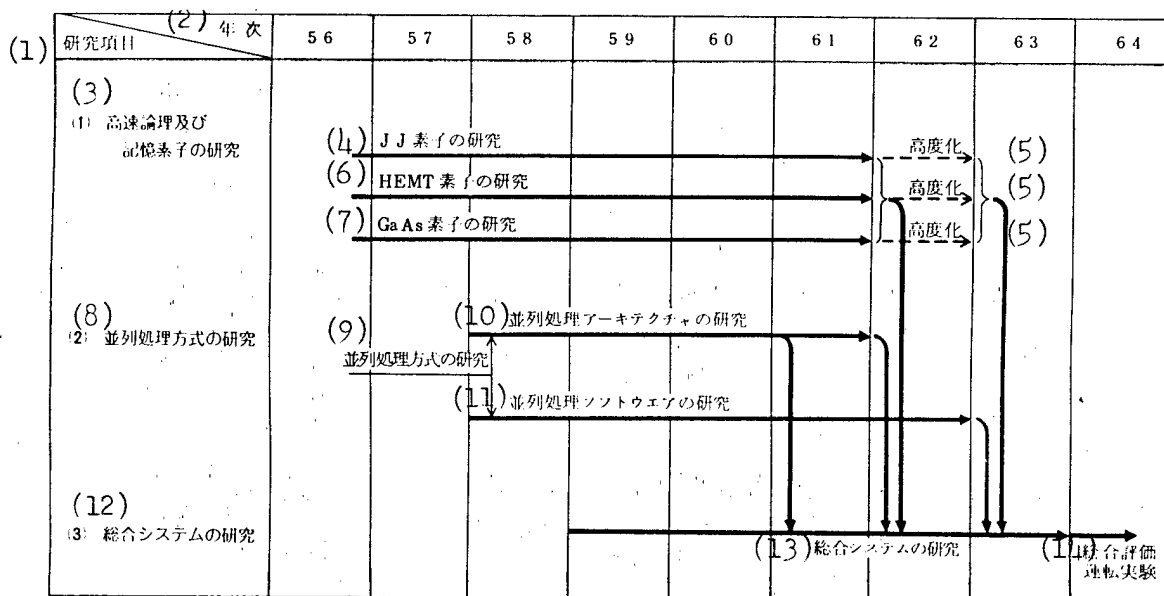 (2) 年次
(1) 研究項目
56 57 58 59 60 61 62 63 64
(3)
(1) 高速論理及び
記憶素子の研究
(4) JJ素子の研究
高度化 (5)
(6) HEMT素子の研究
高度化 (5)
(7) GaAs素子の研究
高度化 (5)
(8)
(2) 並列処理方式の研究
(9)
並列処理方式の研究
(10) 並列処理アーキテクチャの研究
(11) 並列処理ソフトウエアの研究
(12)
(3) 総合システムの研究
(13) 総合システムの研究
総合評価
運転実験